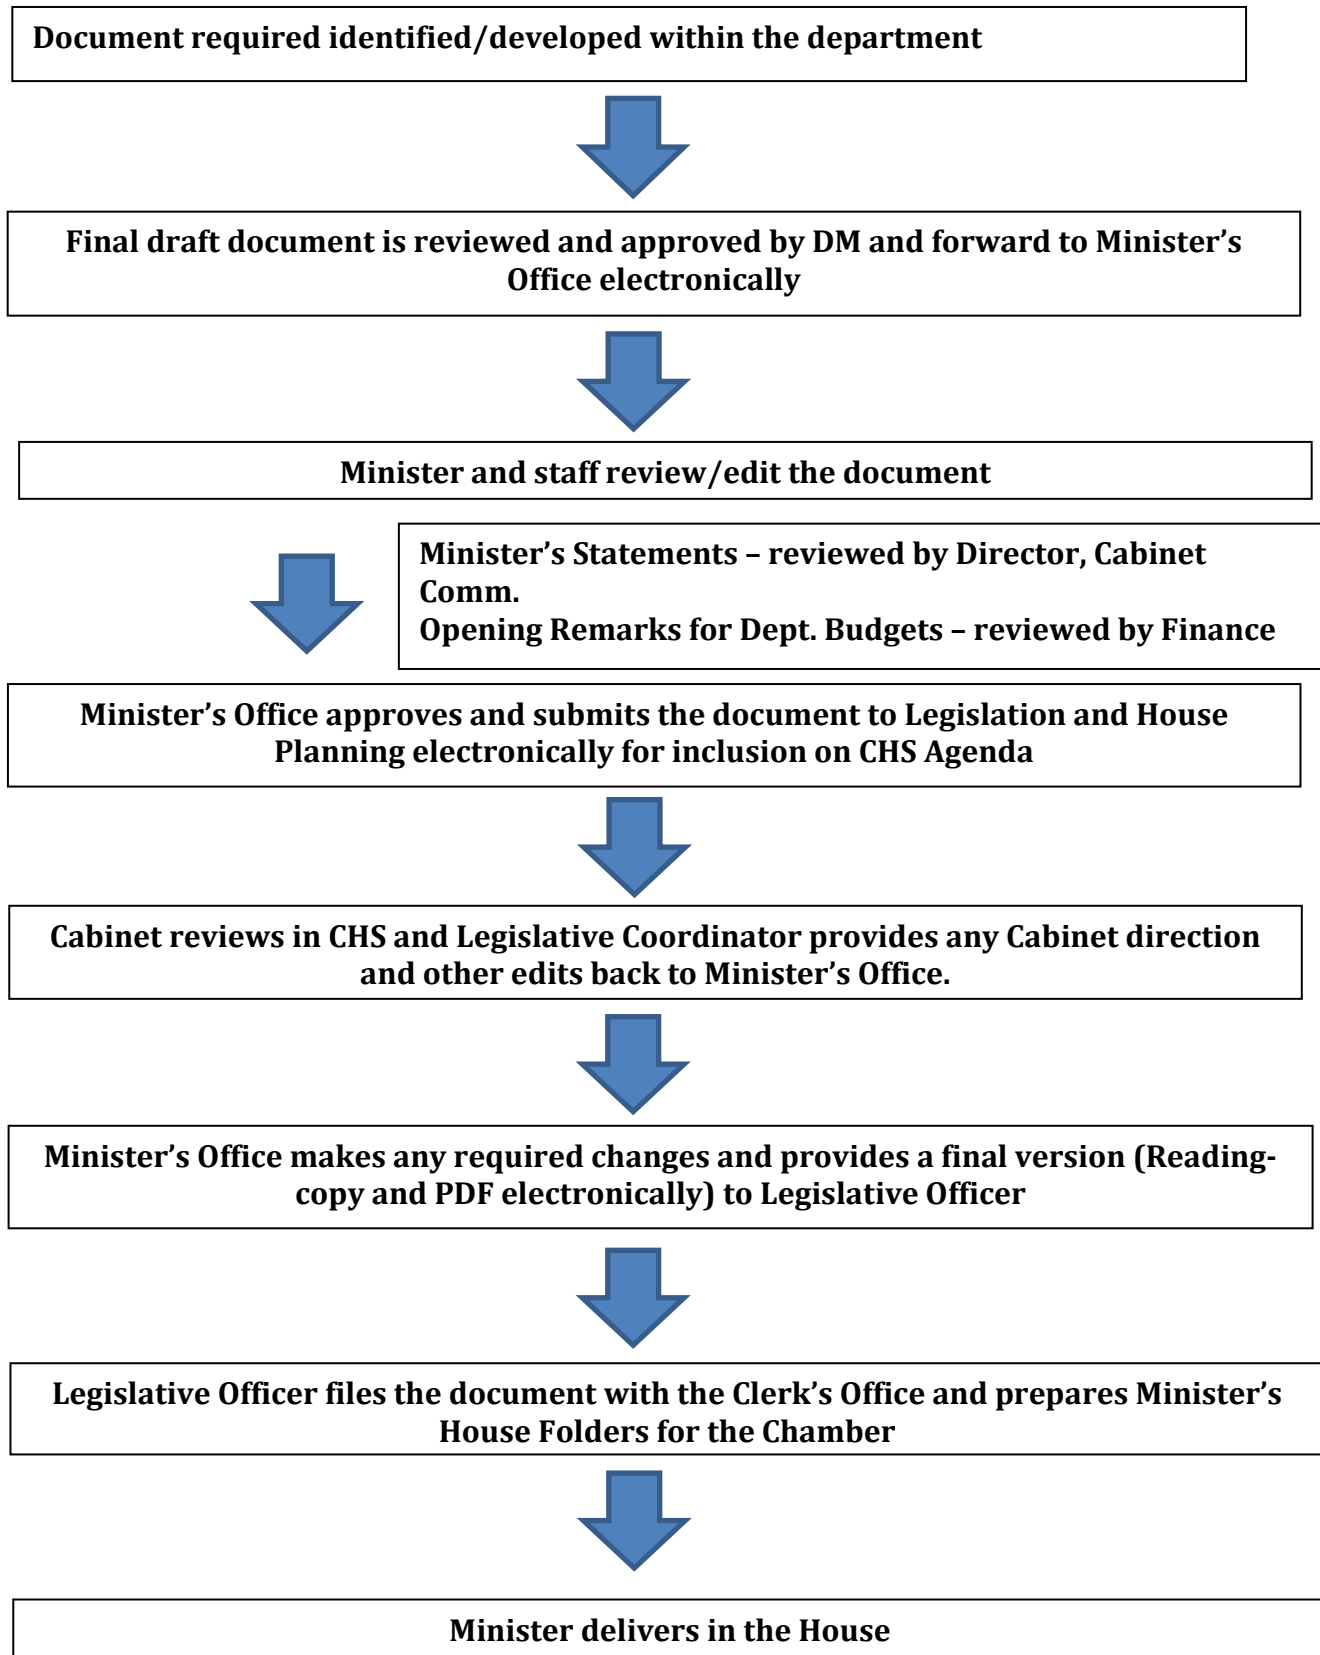 Document required identified/developed within the department
Final draft document is reviewed and approved by DM and forward to Minister’s
Office electronically
Minister and staff review/edit the document
Minister’s Statements – reviewed by Director, Cabinet
Comm.
Opening Remarks for Dept. Budgets – reviewed by Finance
Minister’s Office approves and submits the document to Legislation and House
Planning electronically for inclusion on CHS Agenda
Cabinet reviews in CHS and Legislative Coordinator provides any Cabinet direction
and other edits back to Minister’s Office.
Minister’s Office makes any required changes and provides a final version (Reading-
copy and PDF electronically) to Legislative Officer
Legislative Officer files the document with the Clerk’s Office and prepares Minister’s
House Folders for the Chamber
Minister delivers in the House